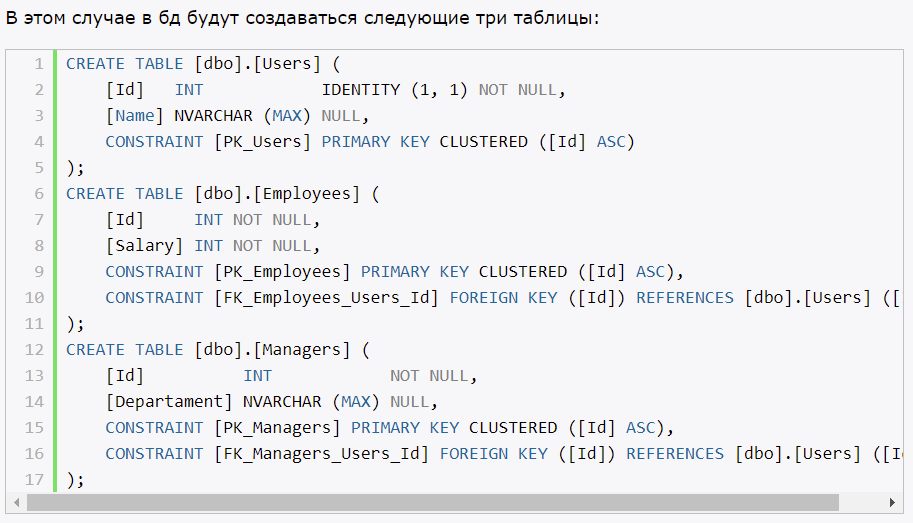 В этом случае в бд будут создаваться следующие три таблицы:
1 CREATE TABLE [dbo].[Users] (
2     [Id]   INT            IDENTITY (1, 1) NOT NULL,
3     [Name] NVARCHAR (MAX) NULL,
4     CONSTRAINT [PK_Users] PRIMARY KEY CLUSTERED ([Id] ASC)
5 );
6 CREATE TABLE [dbo].[Employees] (
7     [Id]     INT NOT NULL,
8     [Salary] INT NOT NULL,
9     CONSTRAINT [PK_Employees] PRIMARY KEY CLUSTERED ([Id] ASC),
10     CONSTRAINT [FK_Employees_Users_Id] FOREIGN KEY ([Id]) REFERENCES [dbo].[Users] ([
11 );
12 CREATE TABLE [dbo].[Managers] (
13     [Id]          INT            NOT NULL,
14     [Departament] NVARCHAR (MAX) NULL,
15     CONSTRAINT [PK_Managers] PRIMARY KEY CLUSTERED ([Id] ASC),
16     CONSTRAINT [FK_Managers_Users_Id] FOREIGN KEY ([Id]) REFERENCES [dbo].[Users] ([I
17 );